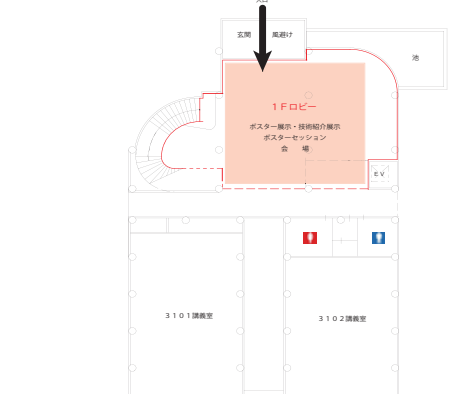 入口
玄関 風避け
池
１Ｆロビー
ポスター展示・技術紹介展示
ポスターセッション
会 場
ＥＶ
３１０１講義室
３１０２講義室